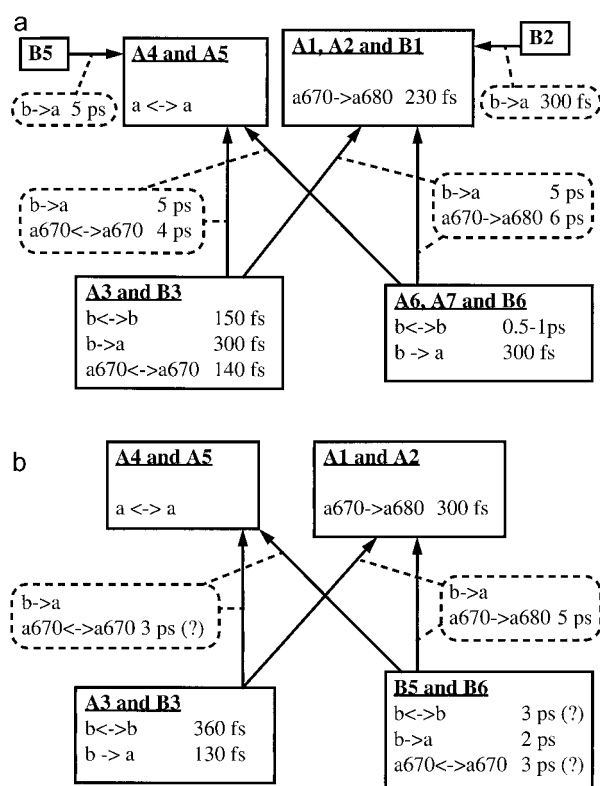 a
B5
A4 and A5
a <-> a
A1, A2 and B1
a670->a680 230 fs
B2
b->a 5 ps
b->a 300 fs
b->a 5 ps
a670<->a670 4 ps
b->a 5 ps
a670->a680 6 ps
A3 and B3
b<->b 150 fs
b->a 300 fs
a670<->a670 140 fs
A6, A7 and B6
b<->b 0.5-1ps
b -> a 300 fs
b
A4 and A5
a <-> a
A1 and A2
a670->a680 300 fs
b->a
a670<->a670 3 ps (?)
b->a
a670->a680 5 ps
A3 and B3
b<->b 360 fs
b -> a 130 fs
B5 and B6
b<->b 3 ps (?)
b->a 2 ps
a670<->a670 3 ps (?)